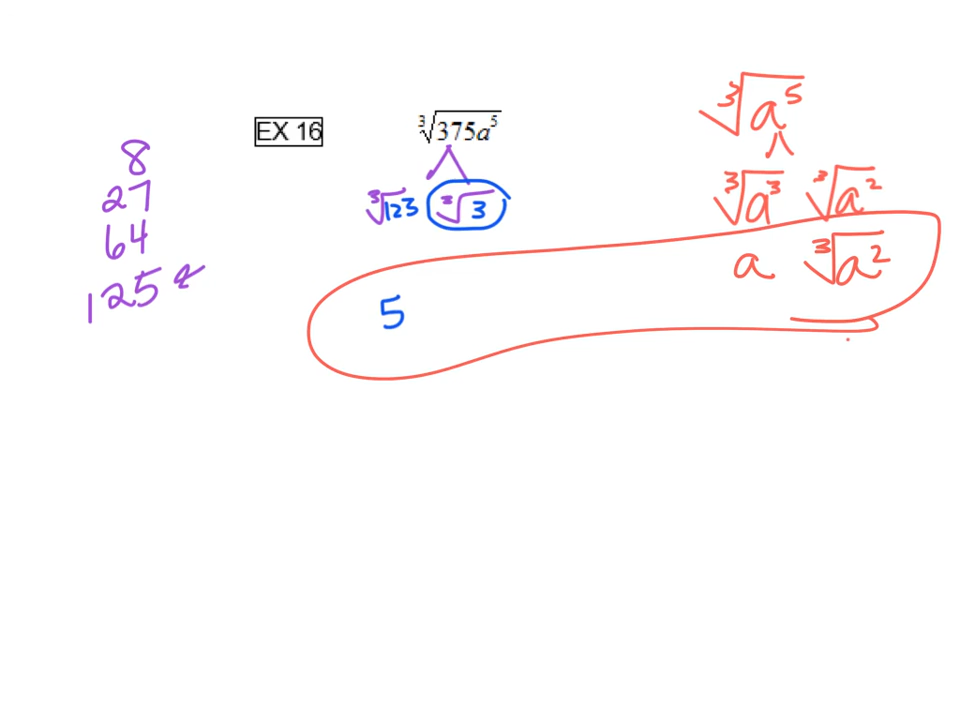 EX 16
∛375a⁵
∛123 ∛3
5
8
27
64
125
∛a⁵
∛a³ ∛a²
a ∛a²